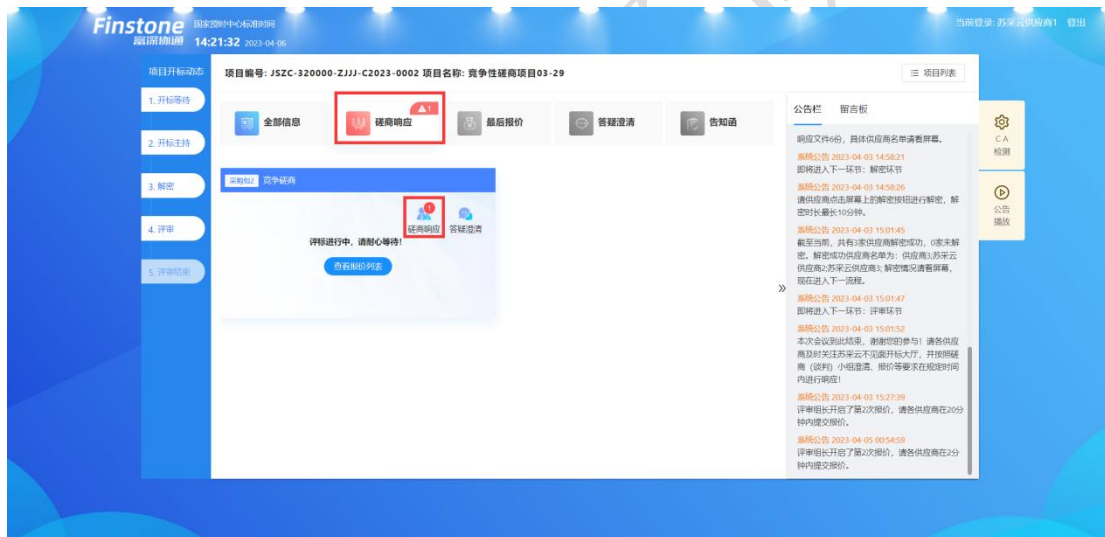 Finstone
富深协通
国家授时中心标准时间
14:21:32 2023-04-06
当前登录: 苏采云供应商1 登出
项目开标动态
1. 开标等待
2. 开标主持
3. 解密
4. 评审
5. 评审结束
项目编号: JSZC-320000-ZJJJ-C2023-0002 项目名称: 竞争性磋商项目03-29
项目列表
全部信息
磋商响应
1
最后报价
答疑澄清
告知函
采购包2 竞争磋商
1
磋商响应
答疑澄清
评标进行中，请耐心等待!
查看报价列表
»
公告栏 留言板
响应文件6份，具体供应商名单请看屏幕。
系统公告 2023-04-03 14:58:21
即将进入下一环节：解密环节
系统公告 2023-04-03 14:58:26
请供应商点击屏幕上的解密按钮进行解密，解
密时长最长10分钟。
系统公告 2023-04-03 15:01:45
截至当前，共有3家供应商解密成功，0家未解
密。解密成功供应商名单为：供应商3;苏采云
供应商2;苏采云供应商3; 解密情况请看屏幕，
现在进入下一流程。
系统公告 2023-04-03 15:01:47
即将进入下一环节：评审环节
系统公告 2023-04-03 15:01:52
本次会议到此结束，谢谢您的参与！请各供应
商及时关注苏采云不见面开标大厅，并按照磋
商（谈判）小组澄清、报价等要求在规定时间
内进行响应！
系统公告 2023-04-03 15:27:39
评审组长开启了第2次报价，请各供应商在20分
钟内提交报价。
系统公告 2023-04-05 00:54:59
评审组长开启了第2次报价，请各供应商在2分
钟内提交报价。
CA
检测
公告
播放